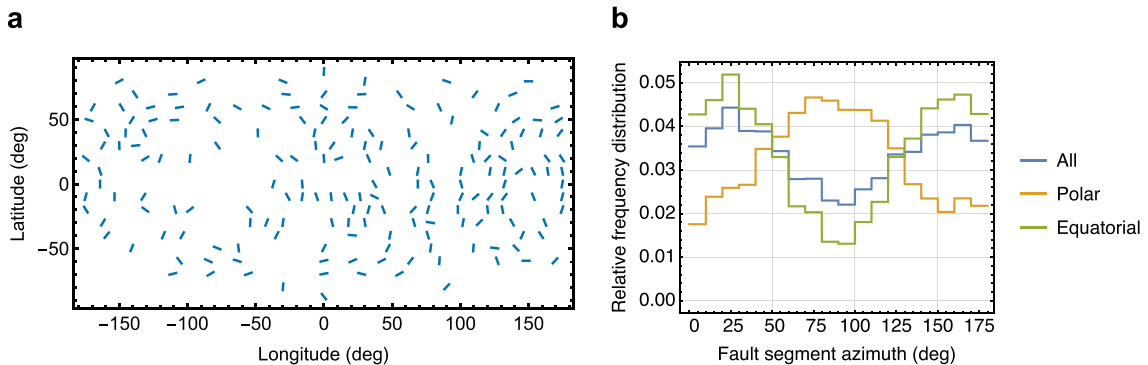 a
50
0
−50
Latitude (deg)
−150 −100 −50 0 50 100 150
Longitude (deg)
b
0.05
0.04
0.03
0.02
0.01
0.00
Relative frequency distribution
0 25 50 75 100 125 150 175
Fault segment azimuth (deg)
All
Polar
Equatorial